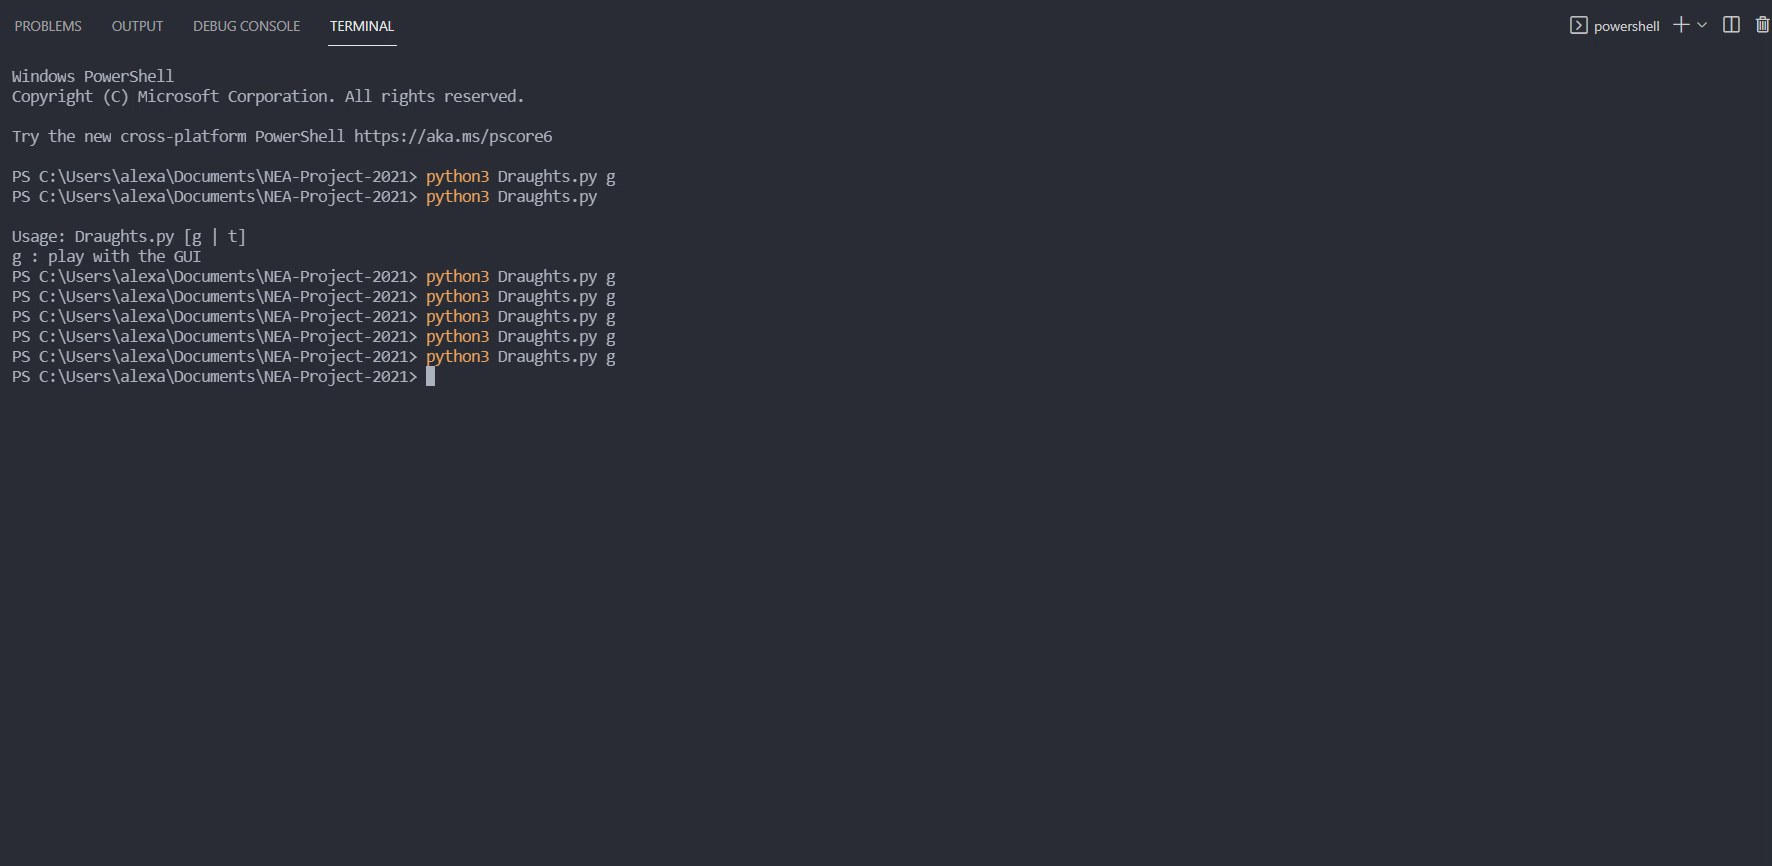 PROBLEMS OUTPUT DEBUG CONSOLE TERMINAL powershell
Windows PowerShell
Copyright (C) Microsoft Corporation. All rights reserved.
Try the new cross-platform PowerShell https://aka.ms/pscore6
PS C:\Users\alexa\Documents\NEA-Project-2021> python3 Draughts.py g
PS C:\Users\alexa\Documents\NEA-Project-2021> python3 Draughts.py
Usage: Draughts.py [g | t]
g : play with the GUI
PS C:\Users\alexa\Documents\NEA-Project-2021> python3 Draughts.py g
PS C:\Users\alexa\Documents\NEA-Project-2021> python3 Draughts.py g
PS C:\Users\alexa\Documents\NEA-Project-2021> python3 Draughts.py g
PS C:\Users\alexa\Documents\NEA-Project-2021> python3 Draughts.py g
PS C:\Users\alexa\Documents\NEA-Project-2021> python3 Draughts.py g
PS C:\Users\alexa\Documents\NEA-Project-2021>